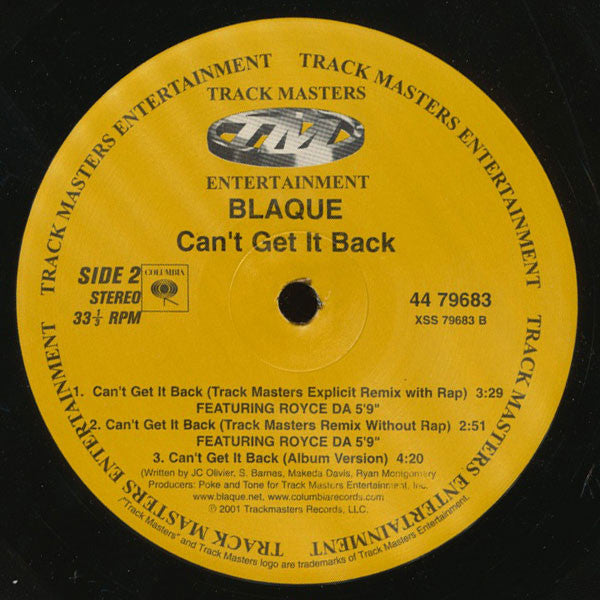 TRACK MASTERS ENTERTAINMENT
TRACK MASTERS ENTERTAINMENT
TRACK MASTERS
TM
ENTERTAINMENT
BLAQUE
Can't Get It Back
SIDE 2
STEREO
33⅓ RPM
COLUMBIA
44 79683
XSS 79683 B
1. Can't Get It Back (Track Masters Explicit Remix with Rap) 3:29
FEATURING ROYCE DA 5'9"
2. Can't Get It Back (Track Masters Remix Without Rap) 2:51
FEATURING ROYCE DA 5'9"
3. Can't Get It Back (Album Version) 4:20
(Written by JC Olivier, S. Barnes, Makeda Davis, Ryan Montgomery
Producers: Poke and Tone for Track Masters Entertainment, Inc.
www.blaque.net, www.columbiarecords.com
℗ 2001 Trackmasters Records, LLC.
TRACK MASTERS ENTERTAINMENT
TRACK MASTERS ENTERTAINMENT
"Track Masters" and Track Masters logo are trademarks of Track Masters Entertainment.